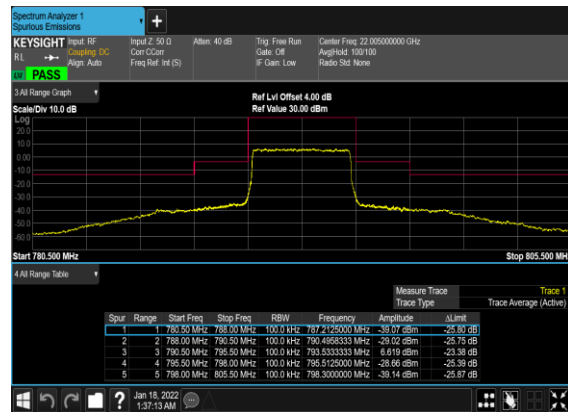 Spectrum Analyzer 1
Spurious Emissions
KEYSIGHT Input: RF Input Z: 50 Ω Atten: 40 dB Trig: Free Run Center Freq: 22.005000000 GHz
RL Coupling: DC Corr CCorr Gate: Off Avg|Hold: 100/100
Align: Auto Freq Ref: Int (S) IF Gain: Low Radio Std: None
LW PASS
3 All Range Graph
Ref Lvl Offset 4.00 dB
Scale/Div 10.0 dB Ref Value 30.00 dBm
Log
20.0
10.0
0.00
-10.0
-20.0
-30.0
-40.0
-50.0
-60.0
Start 780.500 MHz Stop 805.500 MH
4 All Range Table
Measure Trace Trace 1
Trace Type Trace Average (Active)
Spur Range Start Freq Stop Freq RBW Frequency Amplitude ΔLimit
1 1 780.50 MHz 788.00 MHz 100.0 kHz 787.2125000 MHz -39.07 dBm -25.80 dB
2 2 788.00 MHz 790.50 MHz 100.0 kHz 790.4958333 MHz -29.02 dBm -25.75 dB
3 3 790.50 MHz 795.50 MHz 100.0 kHz 793.5333333 MHz 6.619 dBm -23.38 dB
4 4 795.50 MHz 798.00 MHz 100.0 kHz 795.5125000 MHz -28.66 dBm -25.39 dB
5 5 798.00 MHz 805.50 MHz 100.0 kHz 798.3000000 MHz -39.14 dBm -25.87 dB
? Jan 18, 2022
1:37:13 AM